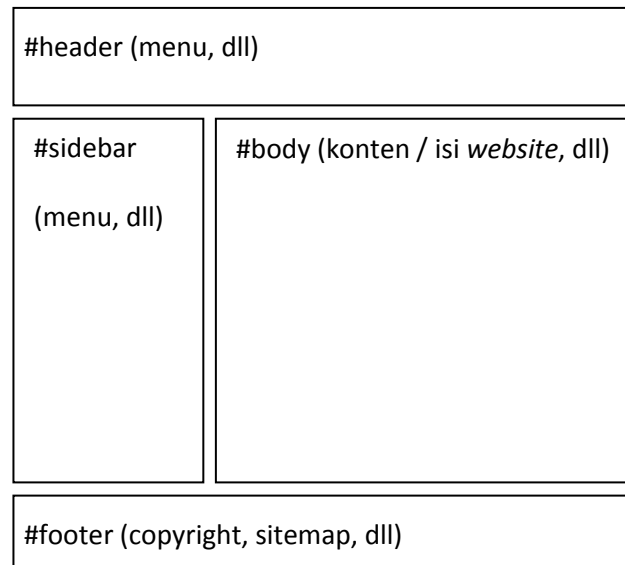 #header (menu, dll)
#sidebar
(menu, dll)
#body (konten / isi website, dll)
#footer (copyright, sitemap, dll)